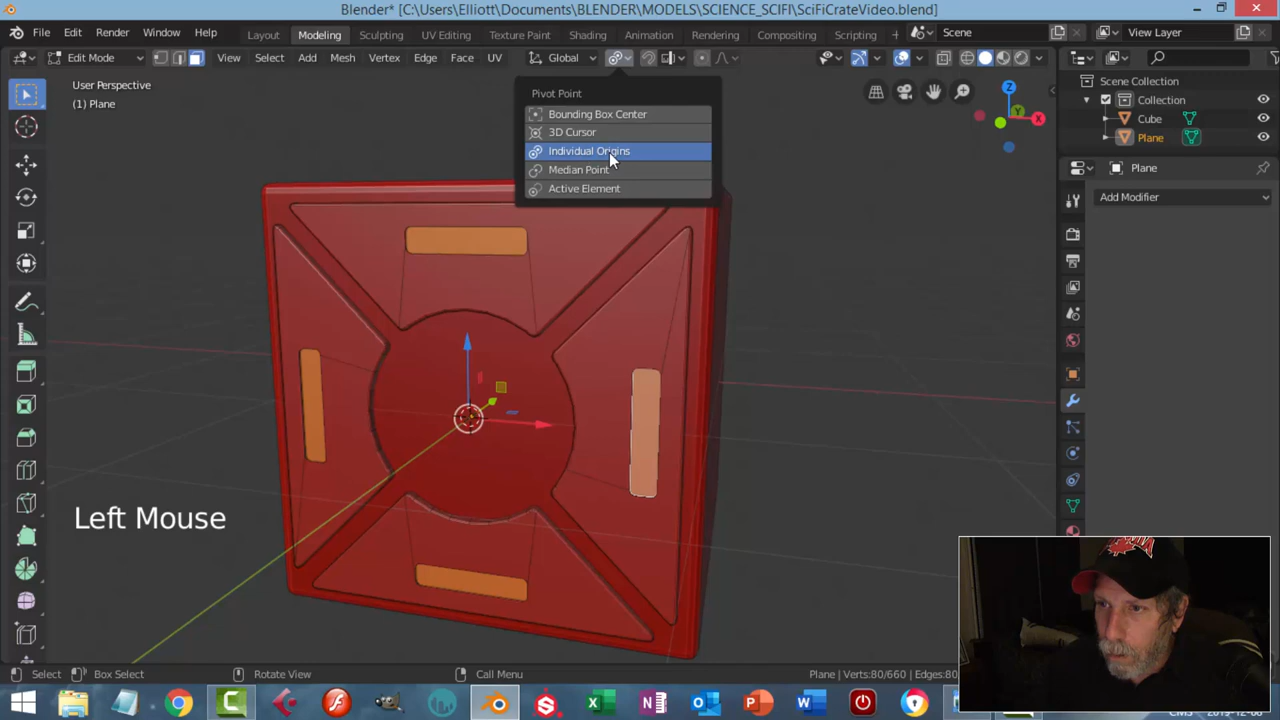 Blender* [C:\Users\Elliott\Documents\BLENDER\MODELS\SCIENCE_SCIFI\SciFiCrateVideo.blend]
File Edit Render Window Help Layout Modeling Sculpting UV Editing Texture Paint Shading Animation Rendering Compositing Scripting Scene View Layer
Edit Mode View Select Add Mesh Vertex Edge Face UV Global
User Perspective
(1) Plane
Pivot Point
Bounding Box Center
3D Cursor
Individual Origins
Median Point
Active Element
Z
Y
X
Scene Collection
Collection
Cube
Plane
Plane
Add Modifier
Left Mouse
Select Box Select Rotate View Call Menu Plane | Verts:80/660 | Edges:80